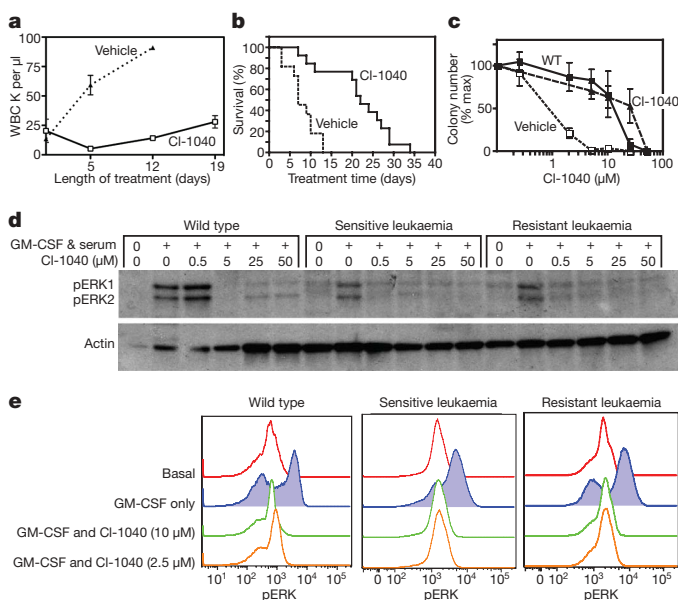 a
WBC K per μl
100
75
50
25
0
Vehicle
CI-1040
5 12 19
Length of treatment (days)
b
Survival (%)
100
90
80
70
60
50
40
30
20
10
0
CI-1040
Vehicle
0 5 10 15 20 25 30 35 40
Treatment time (days)
c
Colony number
(% max)
100
50
0
WT
CI-1040
Vehicle
1 10 100
CI-1040 (μM)
d
Wild type Sensitive leukaemia Resistant leukaemia
GM-CSF & serum 0 + + + + + 0 + + + + + 0 + + + + +
CI-1040 (μM) 0 0 0.5 5 25 50 0 0 0.5 5 25 50 0 0 0.5 5 25 50
pERK1
pERK2
Actin
e
Wild type Sensitive leukaemia Resistant leukaemia
Basal
GM-CSF only
GM-CSF and CI-1040 (10 μM)
GM-CSF and CI-1040 (2.5 μM)
10¹ 10² 10³ 10⁴ 10⁵
0 10² 10³ 10⁴ 10⁵
0 10² 10³ 10⁴ 10⁵
pERK pERK pERK